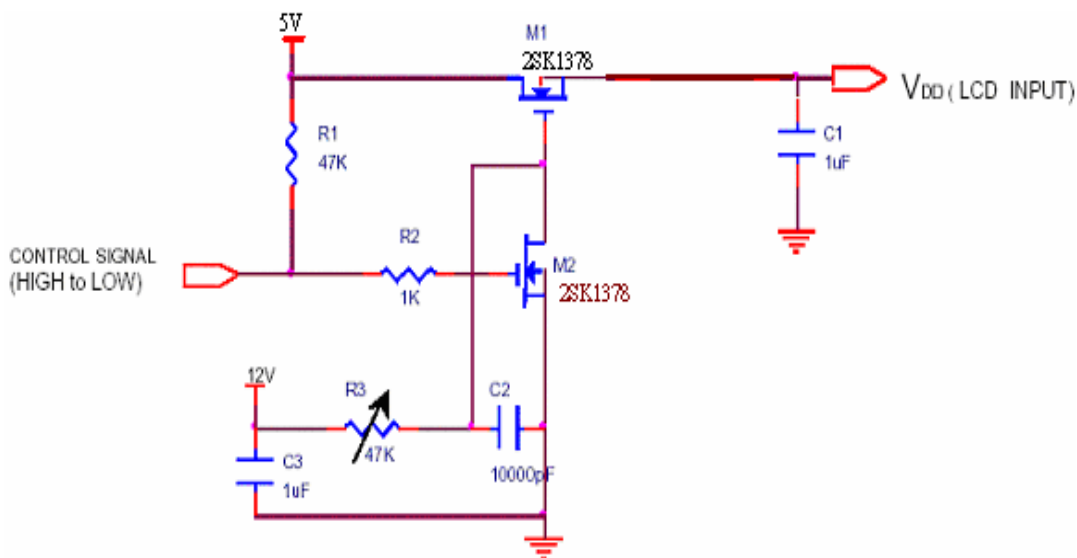 5V
M1
2SK1378
VDD ( LCD INPUT)
R1
47K
C1
1uF
CONTROL SIGNAL
(HIGH to LOW)
R2
1K
M2
2SK1378
12V
R3
47K
C2
10000pF
C3
1uF